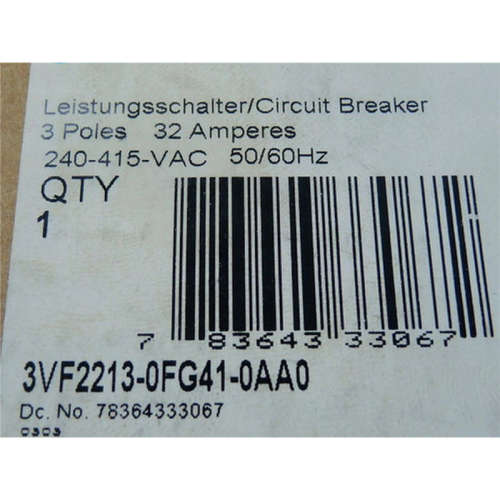 Leistungsschalter/Circuit Breaker
3 Poles 32 Amperes
240-415-VAC 50/60Hz
QTY
1
7 83643 33067
3VF2213-0FG41-0AA0
Dc. No. 78364333067
0303